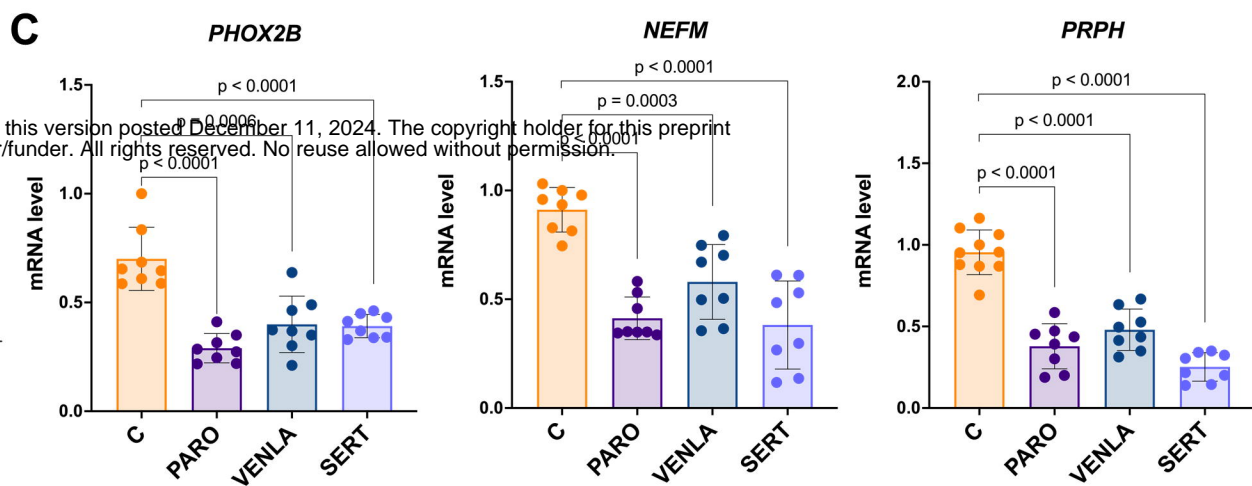 C
PHOX2B
NEFM
PRPH
this version posted December 11, 2024. The copyright holder for this preprint
r/funder. All rights reserved. No reuse allowed without permission.
mRNA level
1.5
1.0
0.5
0.0
p < 0.0001
p = 0.0006
p < 0.0001
C
PARO
VENLA
SERT
mRNA level
1.5
1.0
0.5
0.0
p < 0.0001
p = 0.0003
p < 0.0001
C
PARO
VENLA
SERT
mRNA level
2.0
1.5
1.0
0.5
0.0
p < 0.0001
p < 0.0001
p < 0.0001
C
PARO
VENLA
SERT